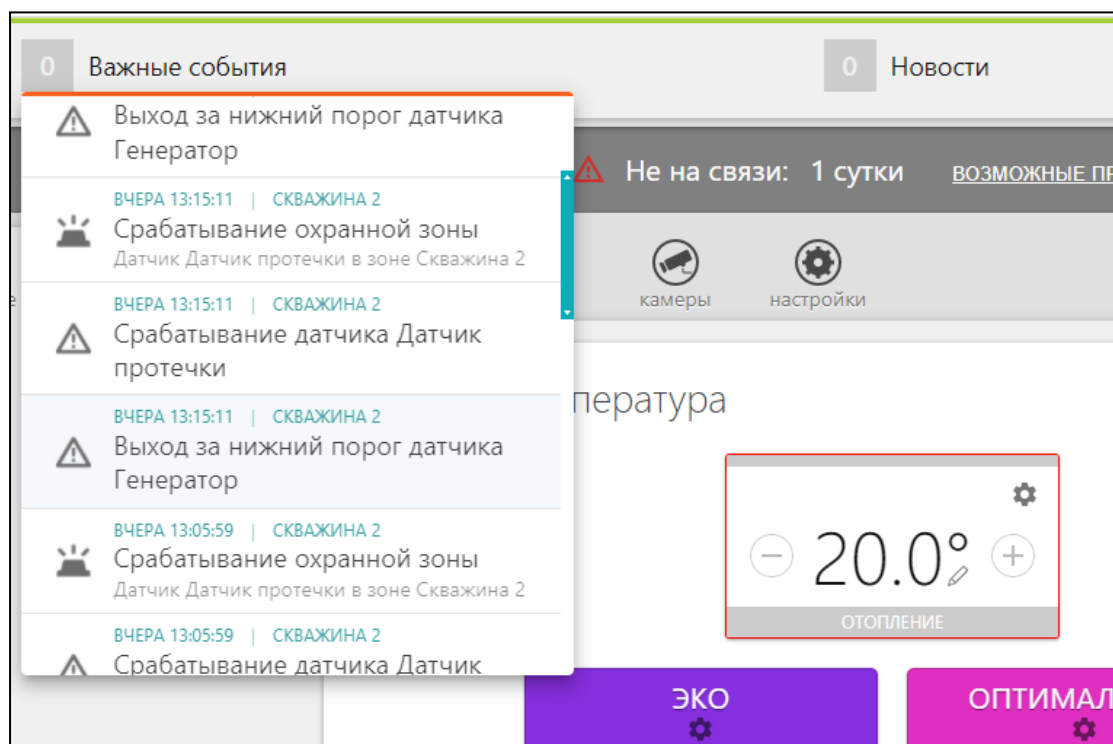 0 Важные события
0 Новости
Выход за нижний порог датчика
Генератор
Не на связи: 1 сутки
ВЧЕРА 13:15:11 | СКВАЖИНА 2
Срабатывание охранной зоны
Датчик Датчик протечки в зоне Скважина 2
камеры
настройки
ВЧЕРА 13:15:11 | СКВАЖИНА 2
Срабатывание датчика Датчик
протечки
пература
ВЧЕРА 13:15:11 | СКВАЖИНА 2
Выход за нижний порог датчика
Генератор
20.0°
ОТОПЛЕНИЕ
ВЧЕРА 13:05:59 | СКВАЖИНА 2
Срабатывание охранной зоны
Датчик Датчик протечки в зоне Скважина 2
ВЧЕРА 13:05:59 | СКВАЖИНА 2
Срабатывание датчика Датчик
ЭКО
ОПТИМАЛ
ВОЗМОЖНЫЕ ПР